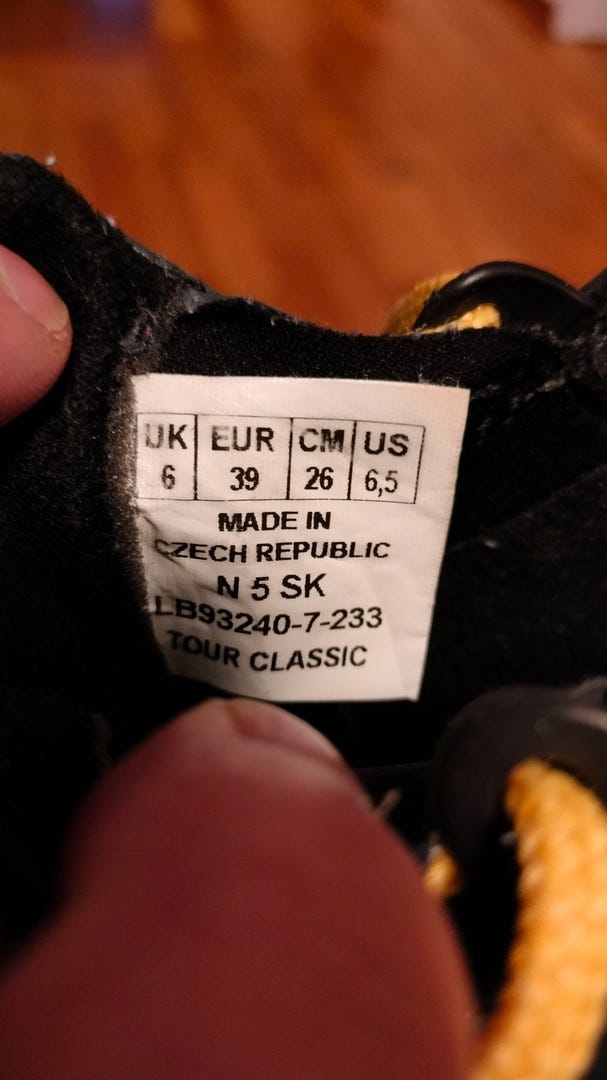 UK EUR CM US
6 39 26 6,5
MADE IN
CZECH REPUBLIC
N 5 SK
LB93240-7-233
TOUR CLASSIC